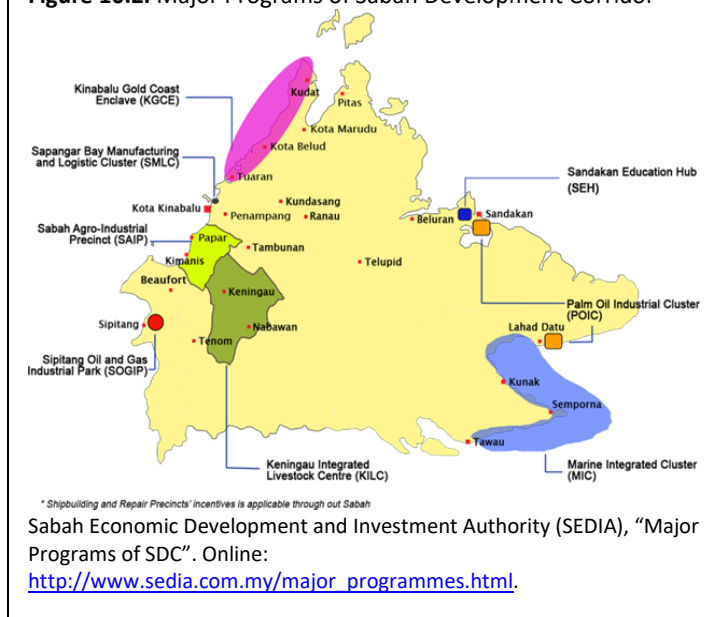 Figure 10.2: Major Programs of Sabah Development Corridor
Kinabalu Gold Coast
Enclave (KGCE)
Kudat
Pitas
Kota Marudu
Sapangar Bay Manufacturing
and Logistic Cluster (SMLC)
Kota Belud
Tuaran
Sandakan Education Hub
(SEH)
Kota Kinabalu
Kundasang
Penampang
Ranau
Beluran
Sandakan
Sabah Agro-Industrial
Precinct (SAIP)
Papar
Tambunan
Kimanis
Telupid
Beaufort
Keningau
Palm Oil Industrial Cluster
(POIC)
Sipitang
Nabawan
Lahad Datu
Tenom
Sipitang Oil and Gas
Industrial Park (SOGIP)
Kunak
Semporna
Tawau
Keningau Integrated
Livestock Centre (KILC)
Marine Integrated Cluster
(MIC)
* Shipbuilding and Repair Precincts' incentives is applicable through out Sabah
Sabah Economic Development and Investment Authority (SEDIA), “Major
Programs of SDC”. Online:
http://www.sedia.com.my/major_programmes.html.